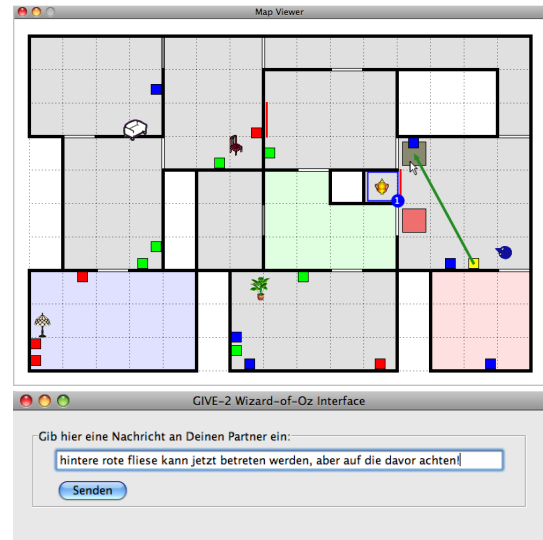 Map Viewer
1
GIVE-2 Wizard-of-Oz Interface
Gib hier eine Nachricht an Deinen Partner ein:
hintere rote fliese kann jetzt betreten werden, aber auf die davor achten!
Senden